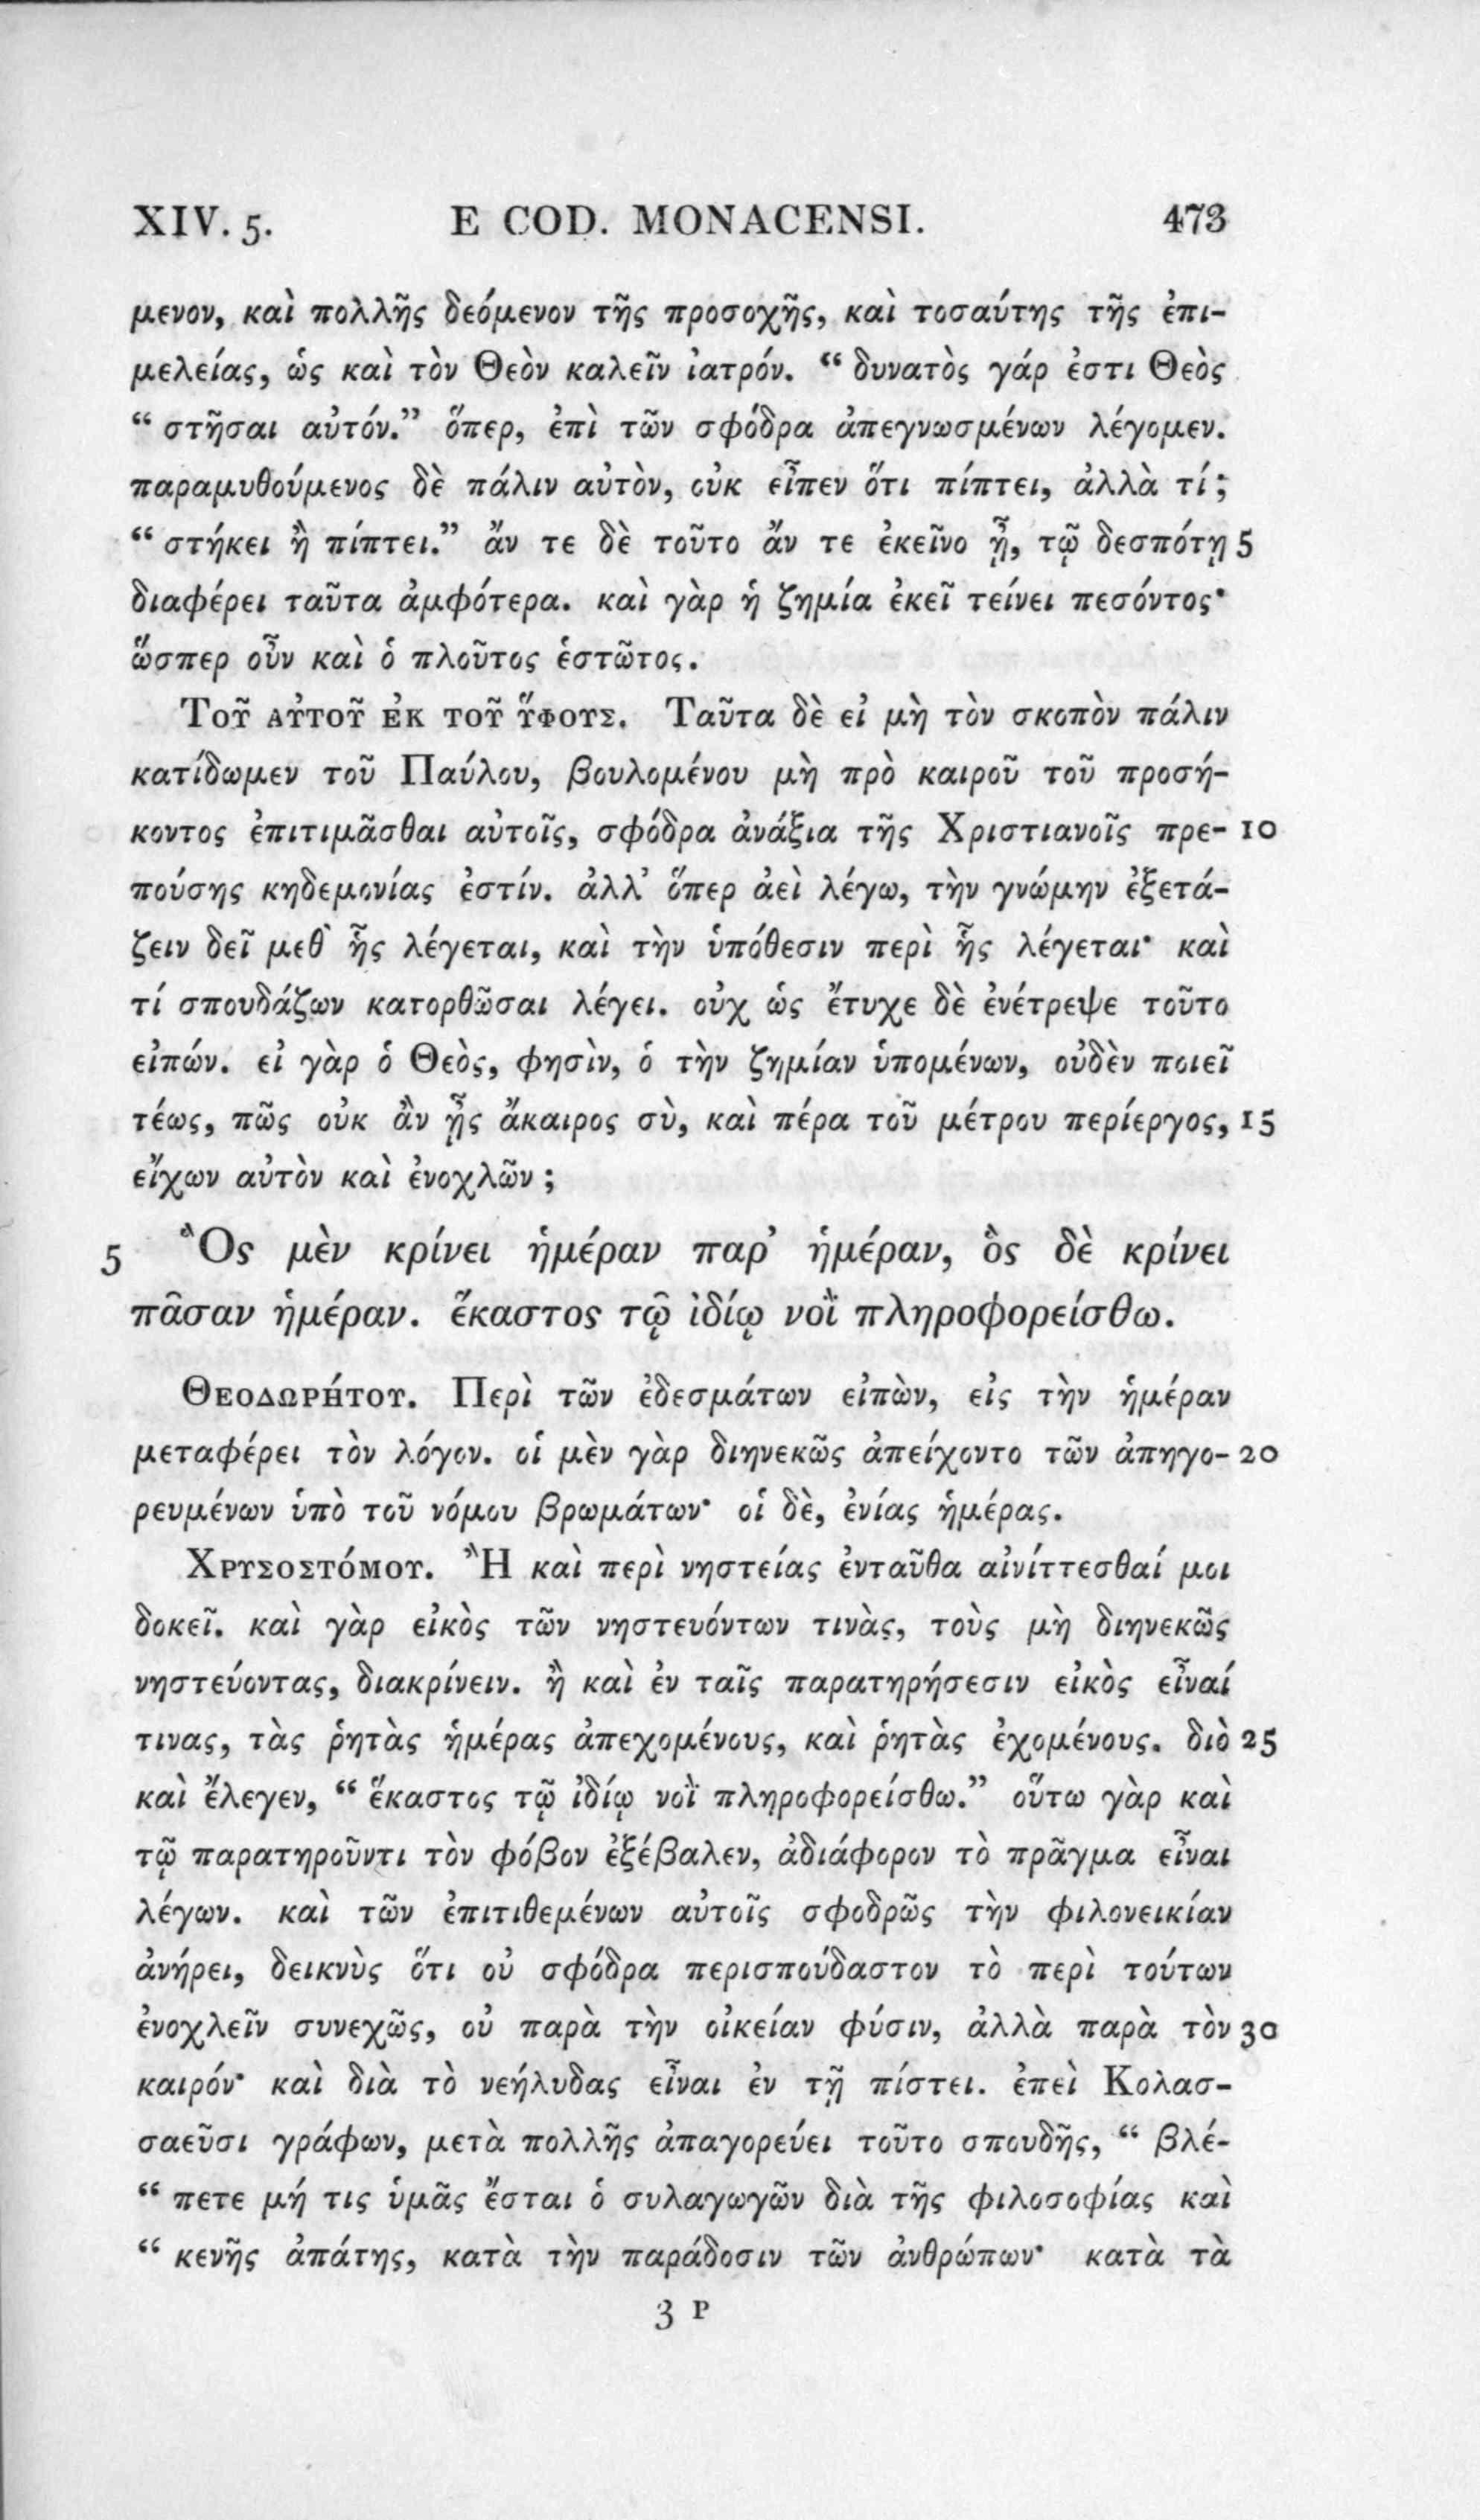 XIV. 5. E COD. MONACENSI. 473
μενον, καὶ πολλῆς δεόμενον τῆς προσοχῆς, καὶ τοσαύτης τῆς ἐπι-
μελείας, ὡς καὶ τὸν Θεὸν καλεῖν ἰατρόν. “ δυνατὸς γάρ ἐστι Θεὸς
“ στῆσαι αὐτόν.” ὅπερ, ἐπὶ τῶν σφόδρα ἀπεγνωσμένων λέγομεν.
παραμυθούμενος δὲ πάλιν αὐτὸν, οὐκ εἶπεν ὅτι πίπτει, ἀλλὰ τί;
“ στήκει ἢ πίπτει.” ἄν τε δὲ τοῦτο ἄν τε ἐκεῖνο ᾖ, τῷ δεσπότῃ 5
διαφέρει ταῦτα ἀμφότερα. καὶ γὰρ ἡ ζημία ἐκεῖ τείνει πεσόντος·
ὥσπερ οὖν καὶ ὁ πλοῦτος ἑστῶτος.
Τοῦ αὐτοῦ ἐκ τοῦ ὕφους. Ταῦτα δὲ εἰ μὴ τὸν σκοπὸν πάλιν
κατίδωμεν τοῦ Παύλου, βουλομένου μὴ πρὸ καιροῦ τοῦ προσή-
κοντος ἐπιτιμᾶσθαι αὐτοῖς, σφόδρα ἀνάξια τῆς Χριστιανοῖς πρε- 10
πούσης κηδεμονίας ἐστίν. ἀλλ’ ὅπερ ἀεὶ λέγω, τὴν γνώμην ἐξετά-
ζειν δεῖ μεθ’ ἧς λέγεται, καὶ τὴν ὑπόθεσιν περὶ ἧς λέγεται· καὶ
τί σπουδάζων κατορθῶσαι λέγει. οὐχ ὡς ἔτυχε δὲ ἐνέτρεψε τοῦτο
εἰπών. εἰ γὰρ ὁ Θεὸς, φησὶν, ὁ τὴν ζημίαν ὑπομένων, οὐδὲν ποιεῖ
τέως, πῶς οὐκ ἂν ᾖς ἄκαιρος σὺ, καὶ πέρα τοῦ μέτρου περίεργος, 15
εἴχων αὐτὸν καὶ ἐνοχλῶν ;
5 Ὃς μὲν κρίνει ἡμέραν παρ’ ἡμέραν, ὃς δὲ κρίνει
πᾶσαν ἡμέραν. ἕκαστος τῷ ἰδίῳ νοῒ πληροφορείσθω.
Θεοδωρήτου. Περὶ τῶν ἐδεσμάτων εἰπὼν, εἰς τὴν ἡμέραν
μεταφέρει τὸν λόγον. οἱ μὲν γὰρ διηνεκῶς ἀπείχοντο τῶν ἀπηγο- 20
ρευμένων ὑπὸ τοῦ νόμου βρωμάτων· οἱ δὲ, ἐνίας ἡμέρας.
Χρυσοστόμου. Ἢ καὶ περὶ νηστείας ἐνταῦθα αἰνίττεσθαί μοι
δοκεῖ. καὶ γὰρ εἰκὸς τῶν νηστευόντων τινὰς, τοὺς μὴ διηνεκῶς
νηστεύοντας, διακρίνειν. ἢ καὶ ἐν ταῖς παρατηρήσεσιν εἰκὸς εἶναί
τινας, τὰς ῥητὰς ἡμέρας ἀπεχομένους, καὶ ῥητὰς ἐχομένους. διὸ 25
καὶ ἔλεγεν, “ ἕκαστος τῷ ἰδίῳ νοῒ πληροφορείσθω.” οὕτω γὰρ καὶ
τῷ παρατηροῦντι τὸν φόβον ἐξέβαλεν, ἀδιάφορον τὸ πρᾶγμα εἶναι
λέγων. καὶ τῶν ἐπιτιθεμένων αὐτοῖς σφοδρῶς τὴν φιλονεικίαν
ἀνήρει, δεικνὺς ὅτι οὐ σφόδρα περισπούδαστον τὸ περὶ τούτων
ἐνοχλεῖν συνεχῶς, οὐ παρὰ τὴν οἰκείαν φύσιν, ἀλλὰ παρὰ τὸν 30
καιρόν· καὶ διὰ τὸ νεήλυδας εἶναι ἐν τῇ πίστει. ἐπεὶ Κολασ-
σαεῦσι γράφων, μετὰ πολλῆς ἀπαγορεύει τοῦτο σπουδῆς, “ βλέ-
“ πετε μή τις ὑμᾶς ἔσται ὁ συλαγωγῶν διὰ τῆς φιλοσοφίας καὶ
“ κενῆς ἀπάτης, κατὰ τὴν παράδοσιν τῶν ἀνθρώπων· κατὰ τὰ
3 P